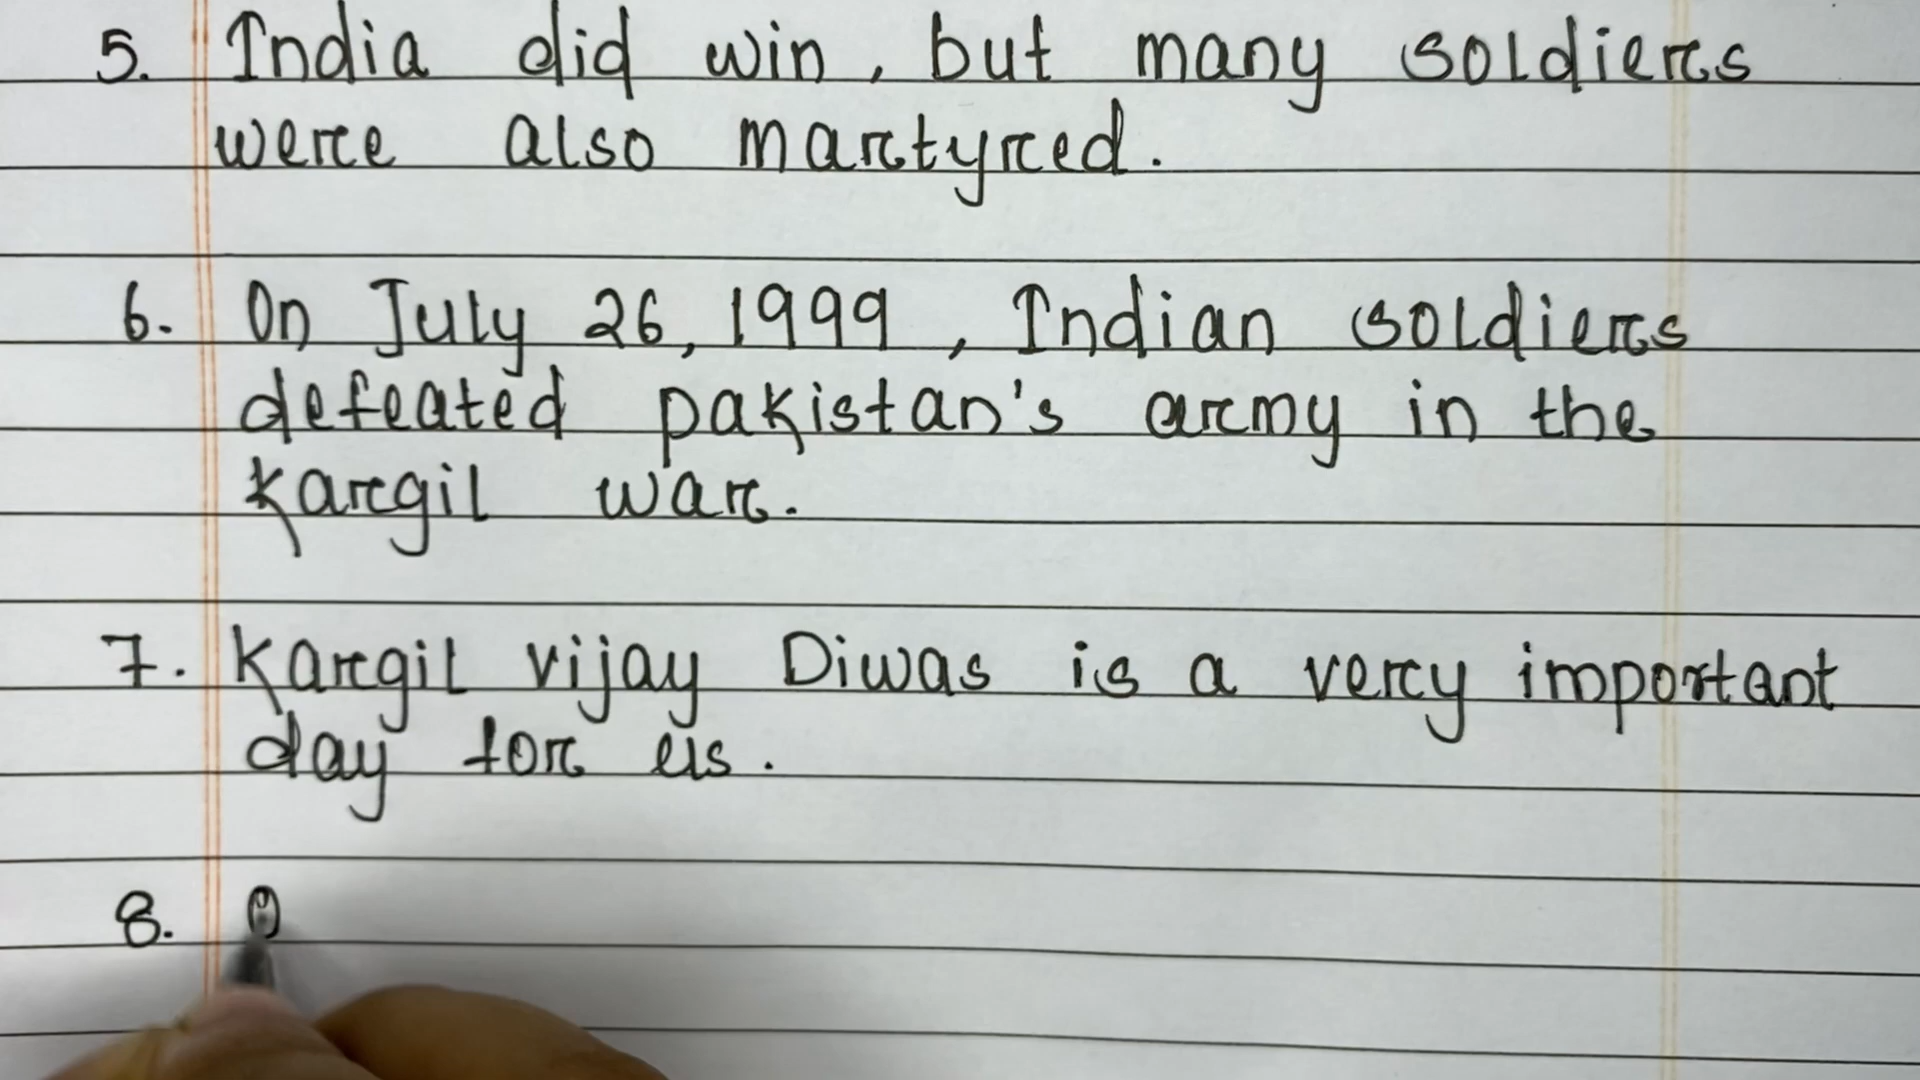 5. India did win, but many soldiers
were also martyred.
6. On July 26, 1999, Indian soldiers
defeated pakistan's army in the
kargil war.
7. Kargil vijay Diwas is a very important
day for us.
8. O